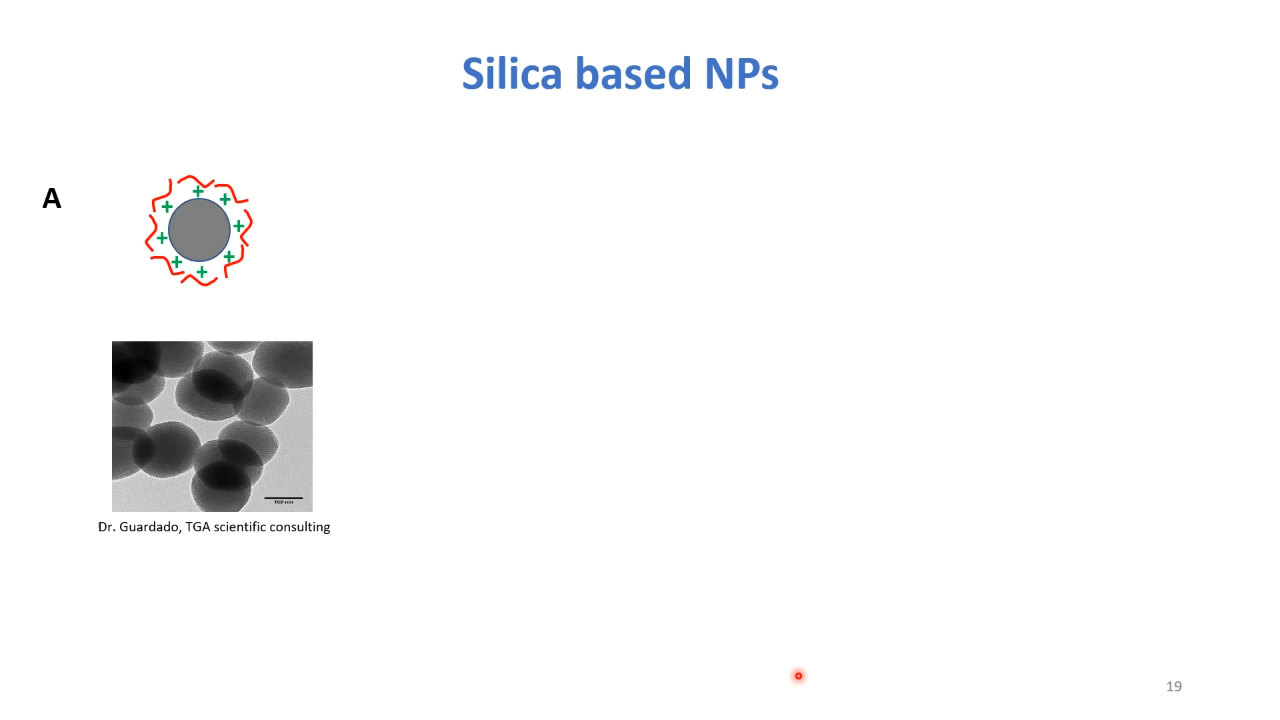 Silica based NPs
A
+
+ +
+ +
+ +
+
Dr. Guardado, TGA scientific consulting
19